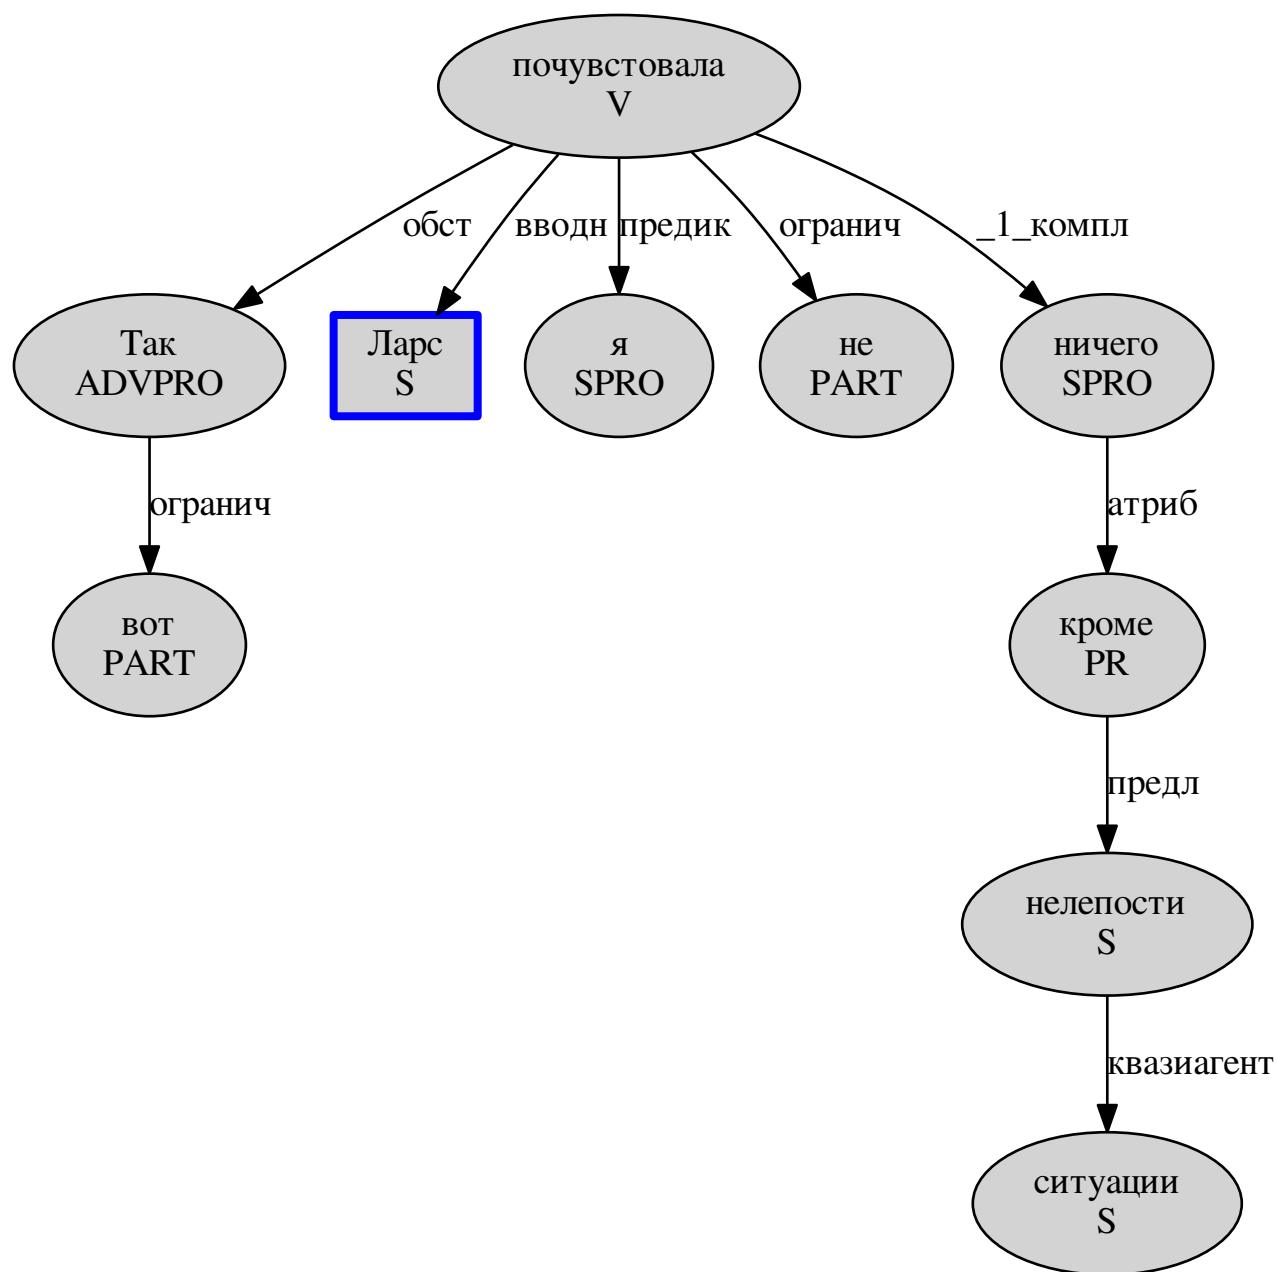 почувстовала
V
обст
вводн
предик
огранич
_1_компл
Так
ADVPRO
Ларс
S
я
SPRO
не
PART
ничего
SPRO
огранич
атриб
вот
PART
кроме
PR
предл
нелепости
S
квазиагент
ситуации
S